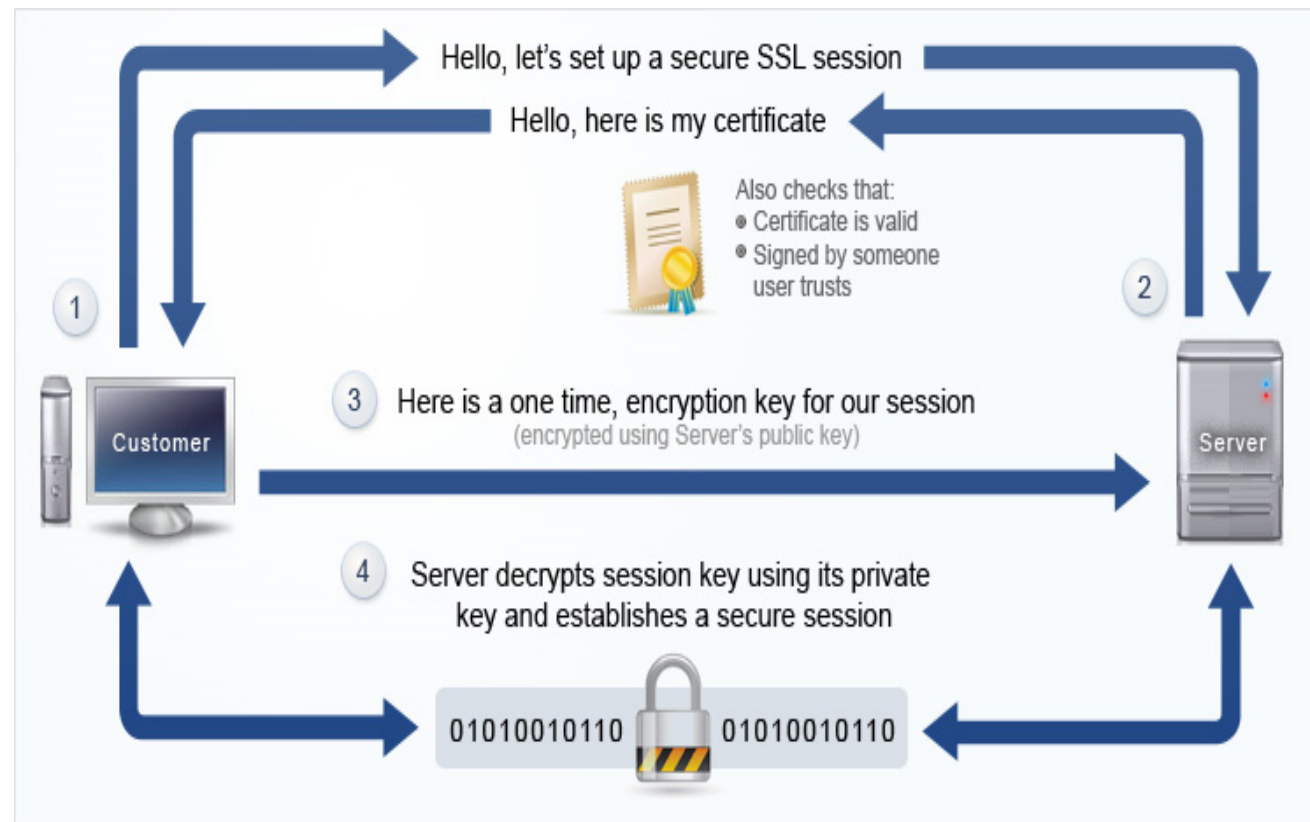 Hello, let's set up a secure SSL session
Hello, here is my certificate
Also checks that:
• Certificate is valid
• Signed by someone
user trusts
1
2
3
Here is a one time, encryption key for our session
(encrypted using Server's public key)
Customer
Server
4
Server decrypts session key using its private
key and establishes a secure session
01010010110
01010010110